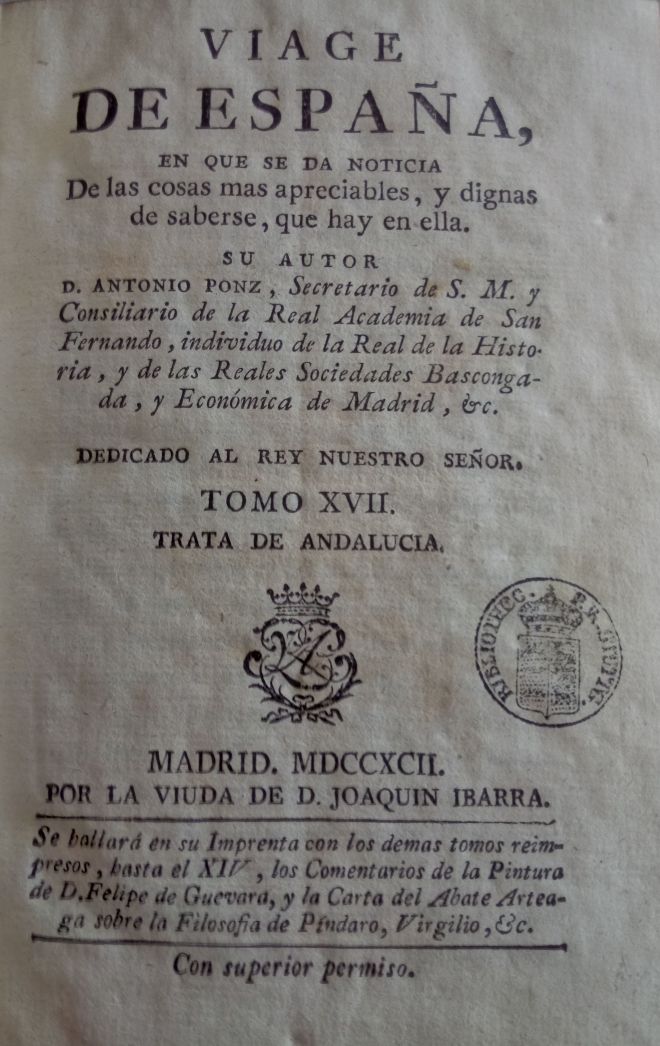 VIAGE
DE ESPAÑA,
EN QUE SE DA NOTICIA
De las cosas mas apreciables, y dignas
de saberse, que hay en ella.
SU AUTOR
D. ANTONIO PONZ, Secretario de S. M. y
Consiliario de la Real Academia de San
Fernando, individuo de la Real de la Histo-
ria, y de las Reales Sociedades Bascónga-
da, y Económica de Madrid, &c.
DEDICADO AL REY NUESTRO SEÑOR.
TOMO XVII.
TRATA DE ANDALUCIA.
BIBLIOTHEC.
MADRID. MDCCXCII.
POR LA VIUDA DE D. JOAQUIN IBARRA.
Se hallará en su Imprenta con los demas tomos reim-
presos, hasta el XIV, los Comentarios de la Pintura
de D. Felipe de Guevara, y la Carta del Abate Artea-
ga sobre la Filosofia de Píndaro, Virgilio, &c.
Con superior permiso.